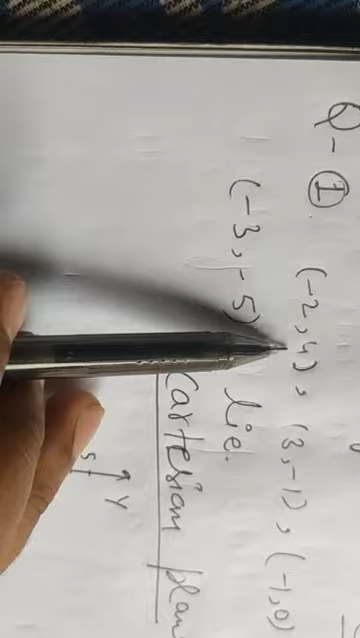 Q-① (-2,4), (3,-1), (-1,0)
(-3,-5) lie.
Cartesian plan
Y
5